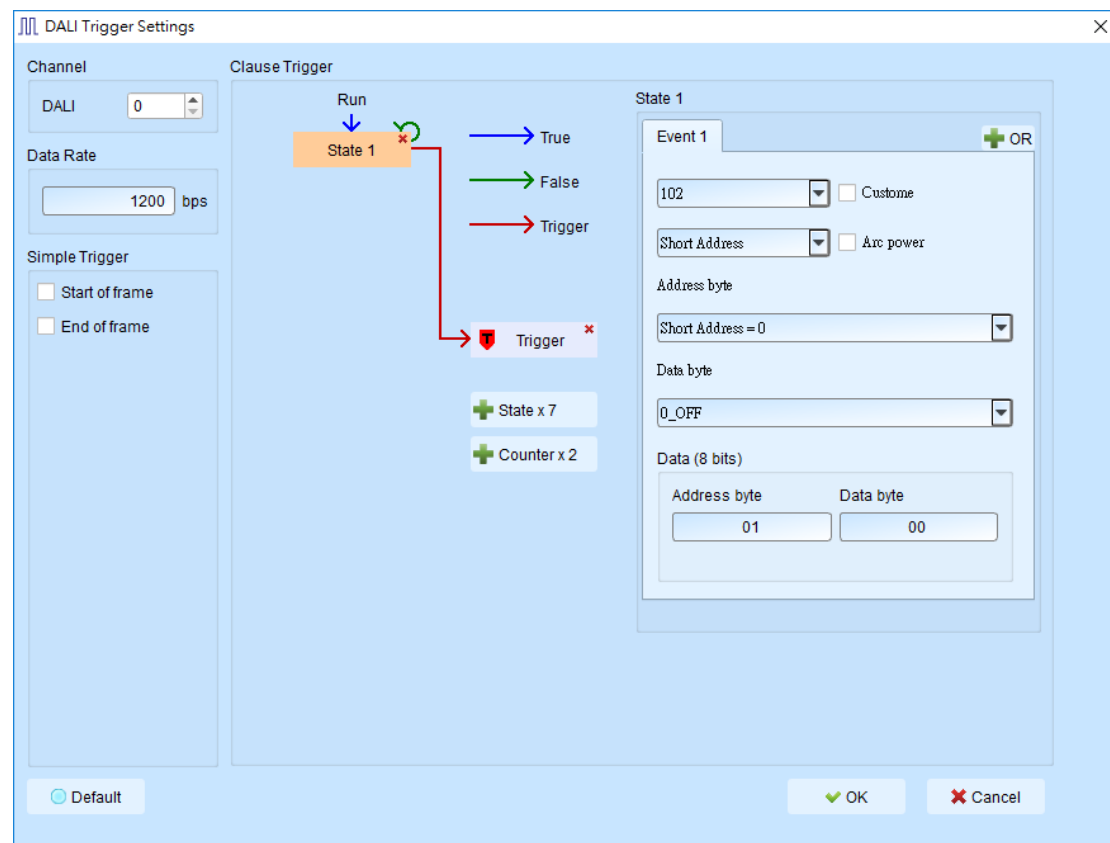 DALI Trigger Settings
Channel
DALI 0
Data Rate
1200 bps
Simple Trigger
Start of frame
End of frame
Clause Trigger
Run
State 1
True
False
Trigger
T Trigger
State x 7
Counter x 2
State 1
Event 1
OR
102 Custome
Short Address Arc power
Address byte
Short Address = 0
Data byte
0_OFF
Data (8 bits)
Address byte Data byte
01 00
Default
OK
Cancel